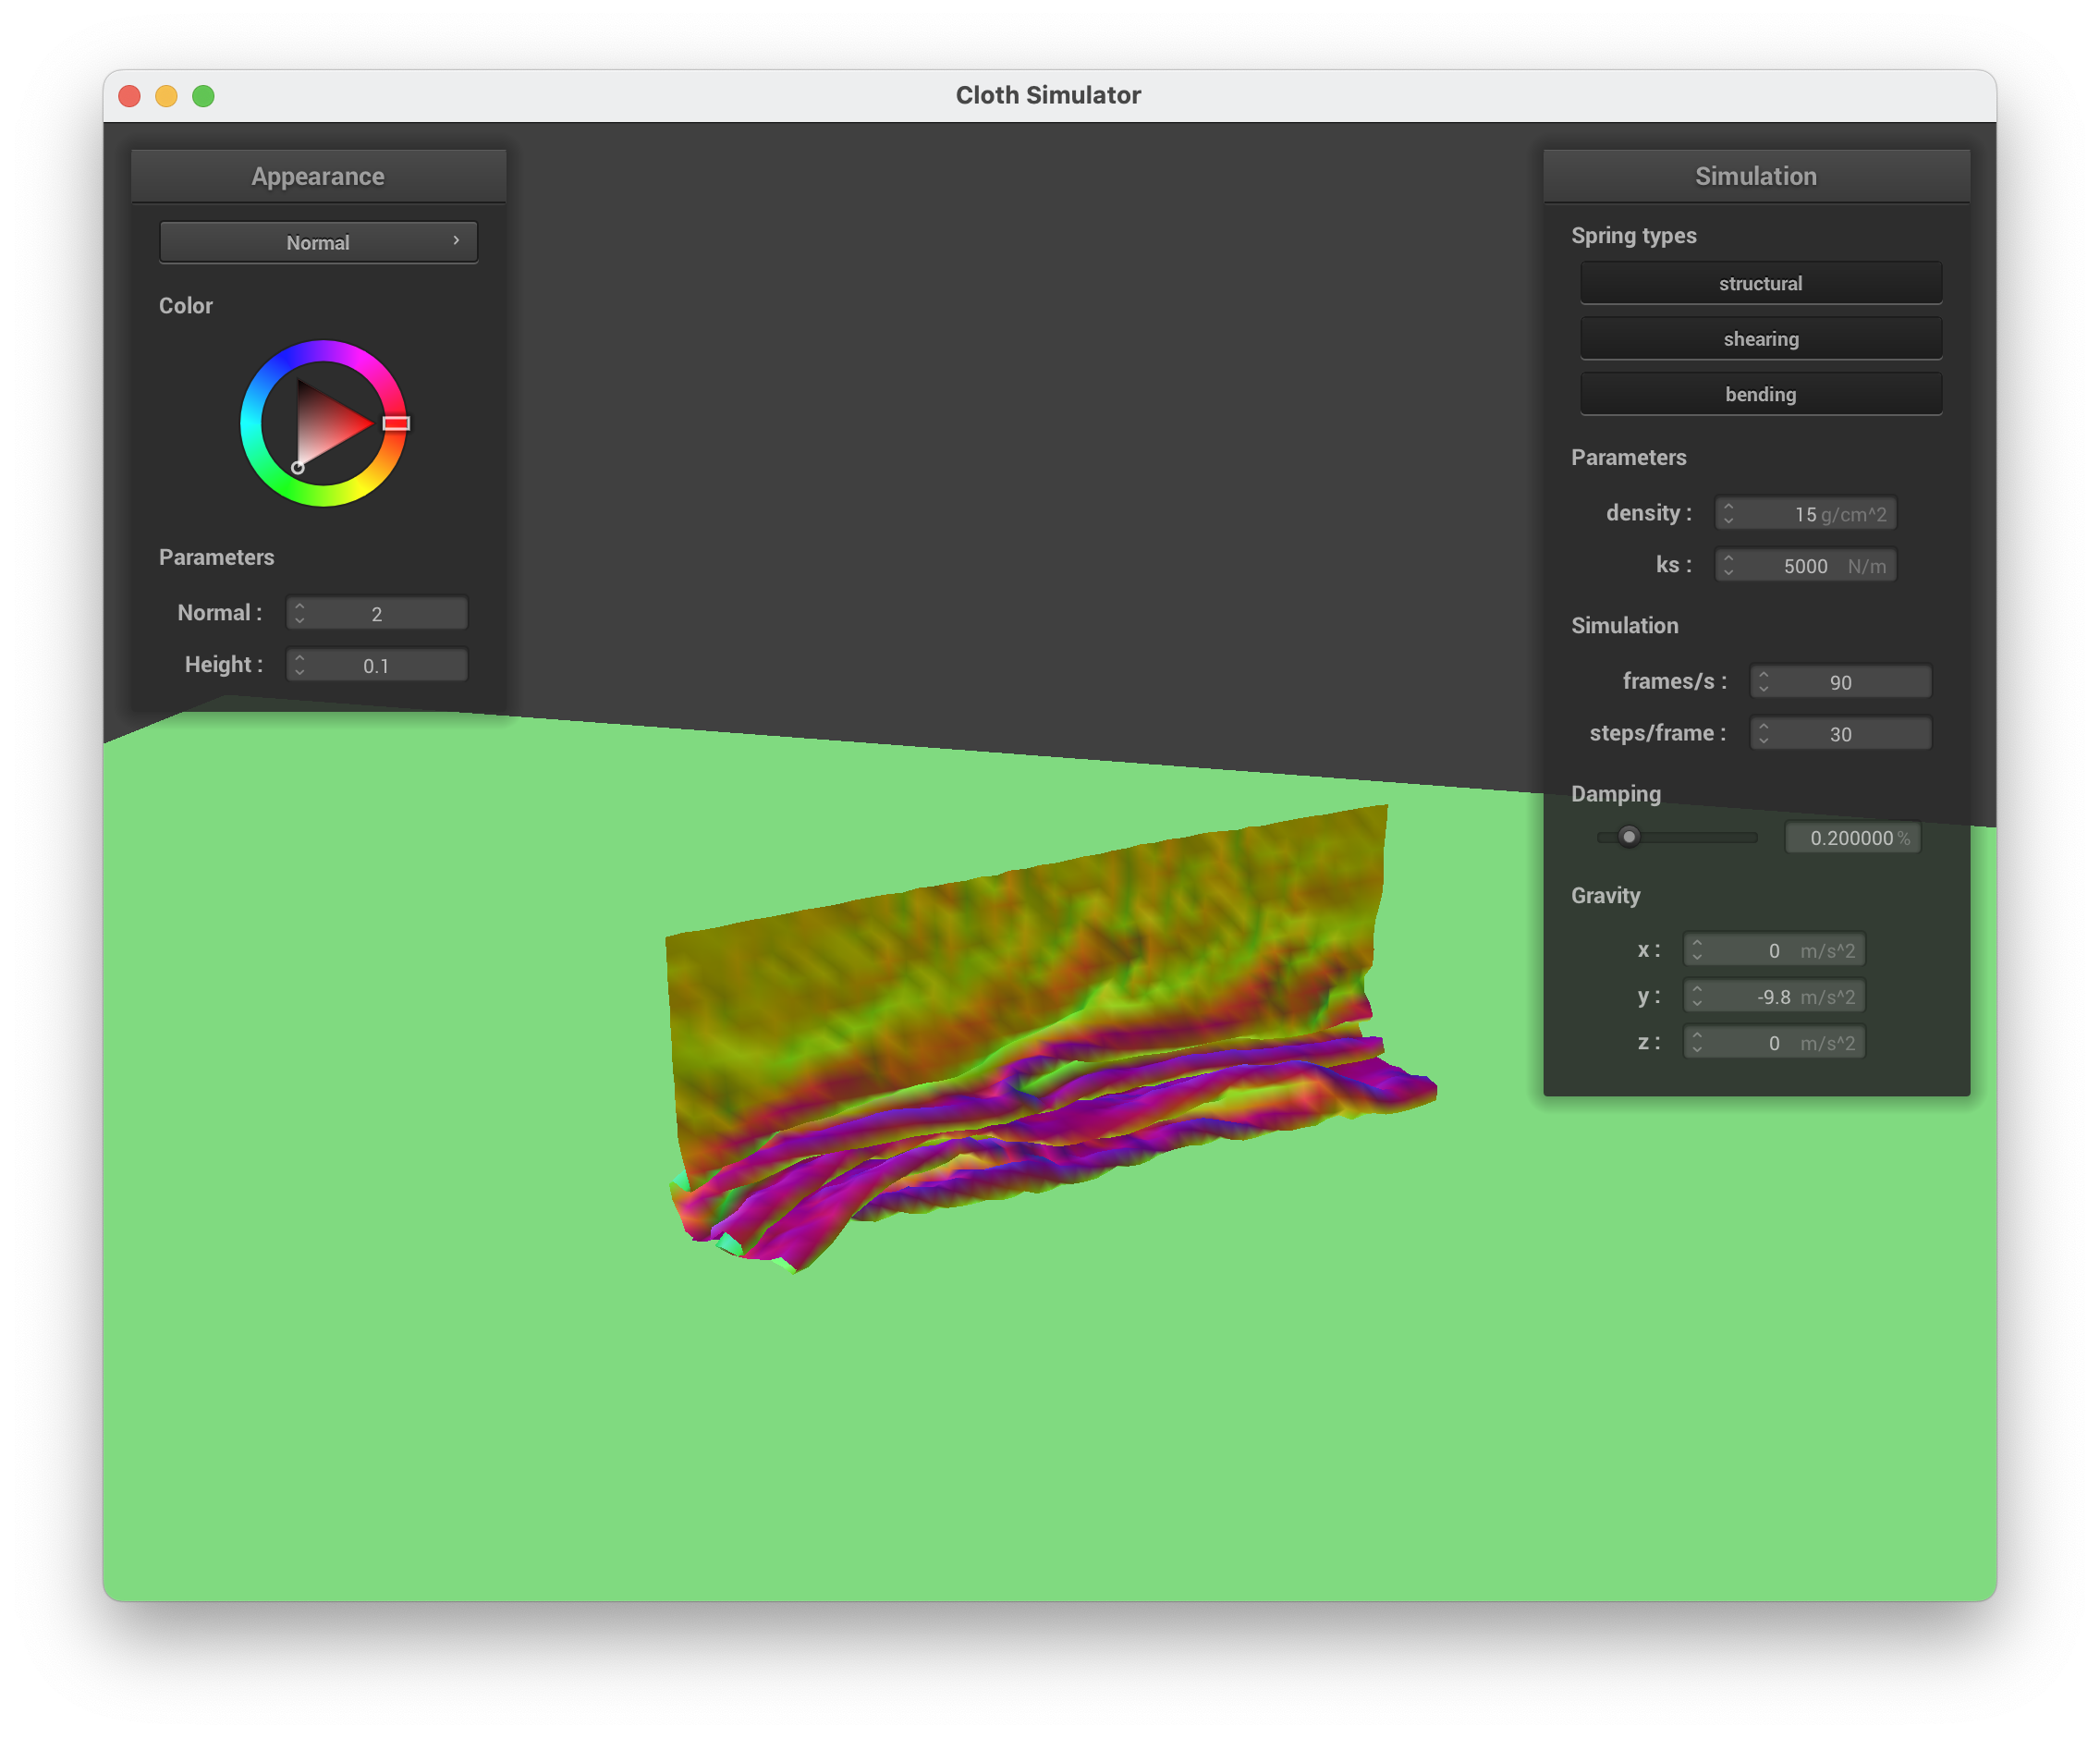 Cloth Simulator
Appearance
Normal
Color
Parameters
Normal : 2
Height : 0.1
Simulation
Spring types
structural
shearing
bending
Parameters
density : 15 g/cm^2
ks : 5000 N/m
Simulation
frames/s : 90
steps/frame : 30
Damping
0.200000 %
Gravity
x : 0 m/s^2
y : -9.8 m/s^2
z : 0 m/s^2